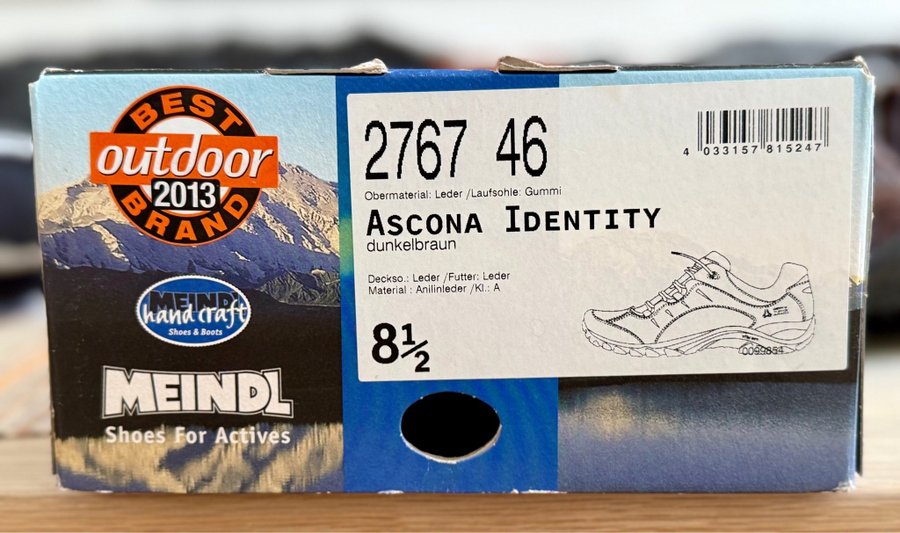 BEST
outdoor
2013
BRAND
MEINDL
hand craft
Shoes & Boots
MEINDL
Shoes For Actives
2767 46
Obermaterial: Leder /Laufsohle: Gummi
ASCONA IDENTITY
dunkelbraun
Deckso.: Leder /Futter: Leder
Material : Anilinleder /Kl.: A
8½
4 033157 815247
0099854